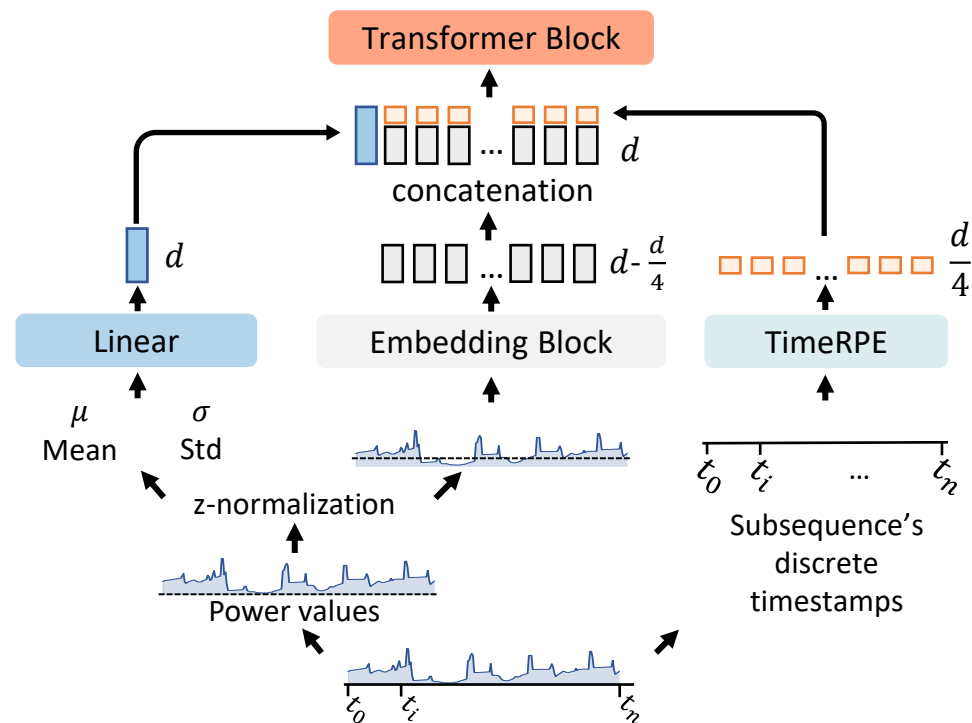 Transformer Block
... d
concatenation
d
... d - d/4
... d/4
Linear
Embedding Block
TimeRPE
μ
Mean
σ
Std
t₀ tᵢ ... tₙ
z-normalization
Subsequence's
discrete
timestamps
Power values
t₀ tᵢ tₙ